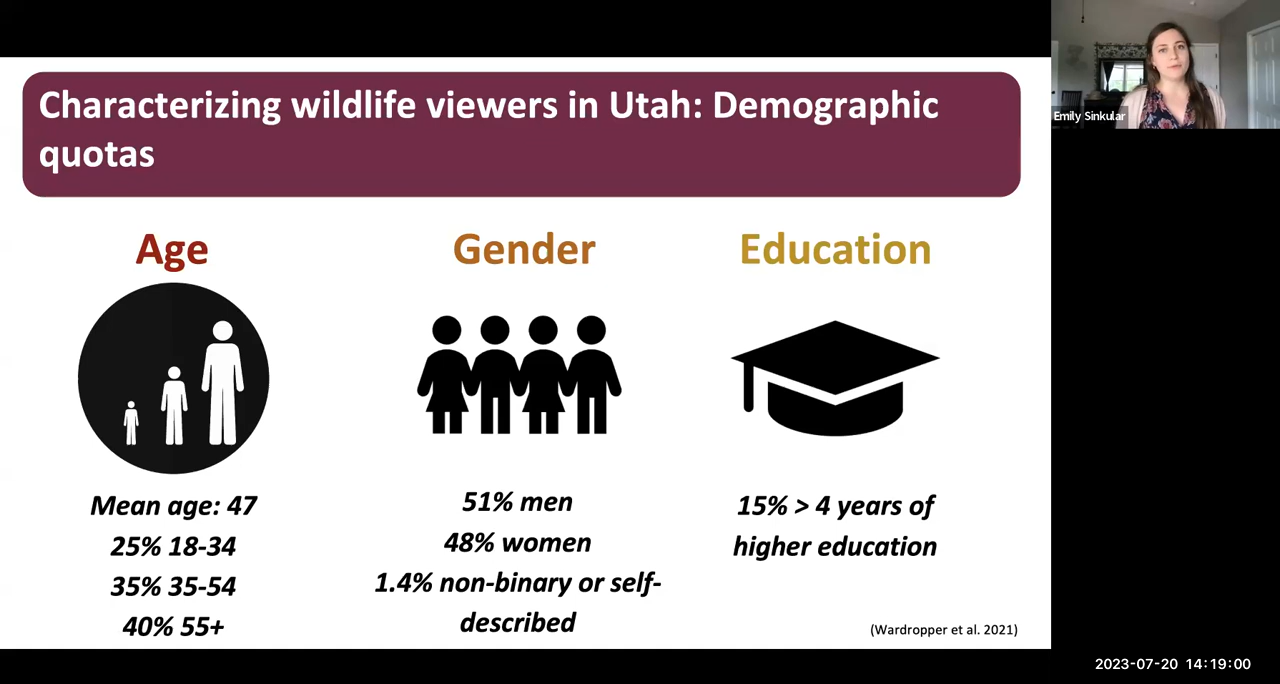 Characterizing wildlife viewers in Utah: Demographic
quotas
Age
Gender
Education
Mean age: 47
25% 18-34
35% 35-54
40% 55+
51% men
48% women
1.4% non-binary or self-
described
15% > 4 years of
higher education
(Wardropper et al. 2021)
Emily Sinkular
2023-07-20 14:19:00